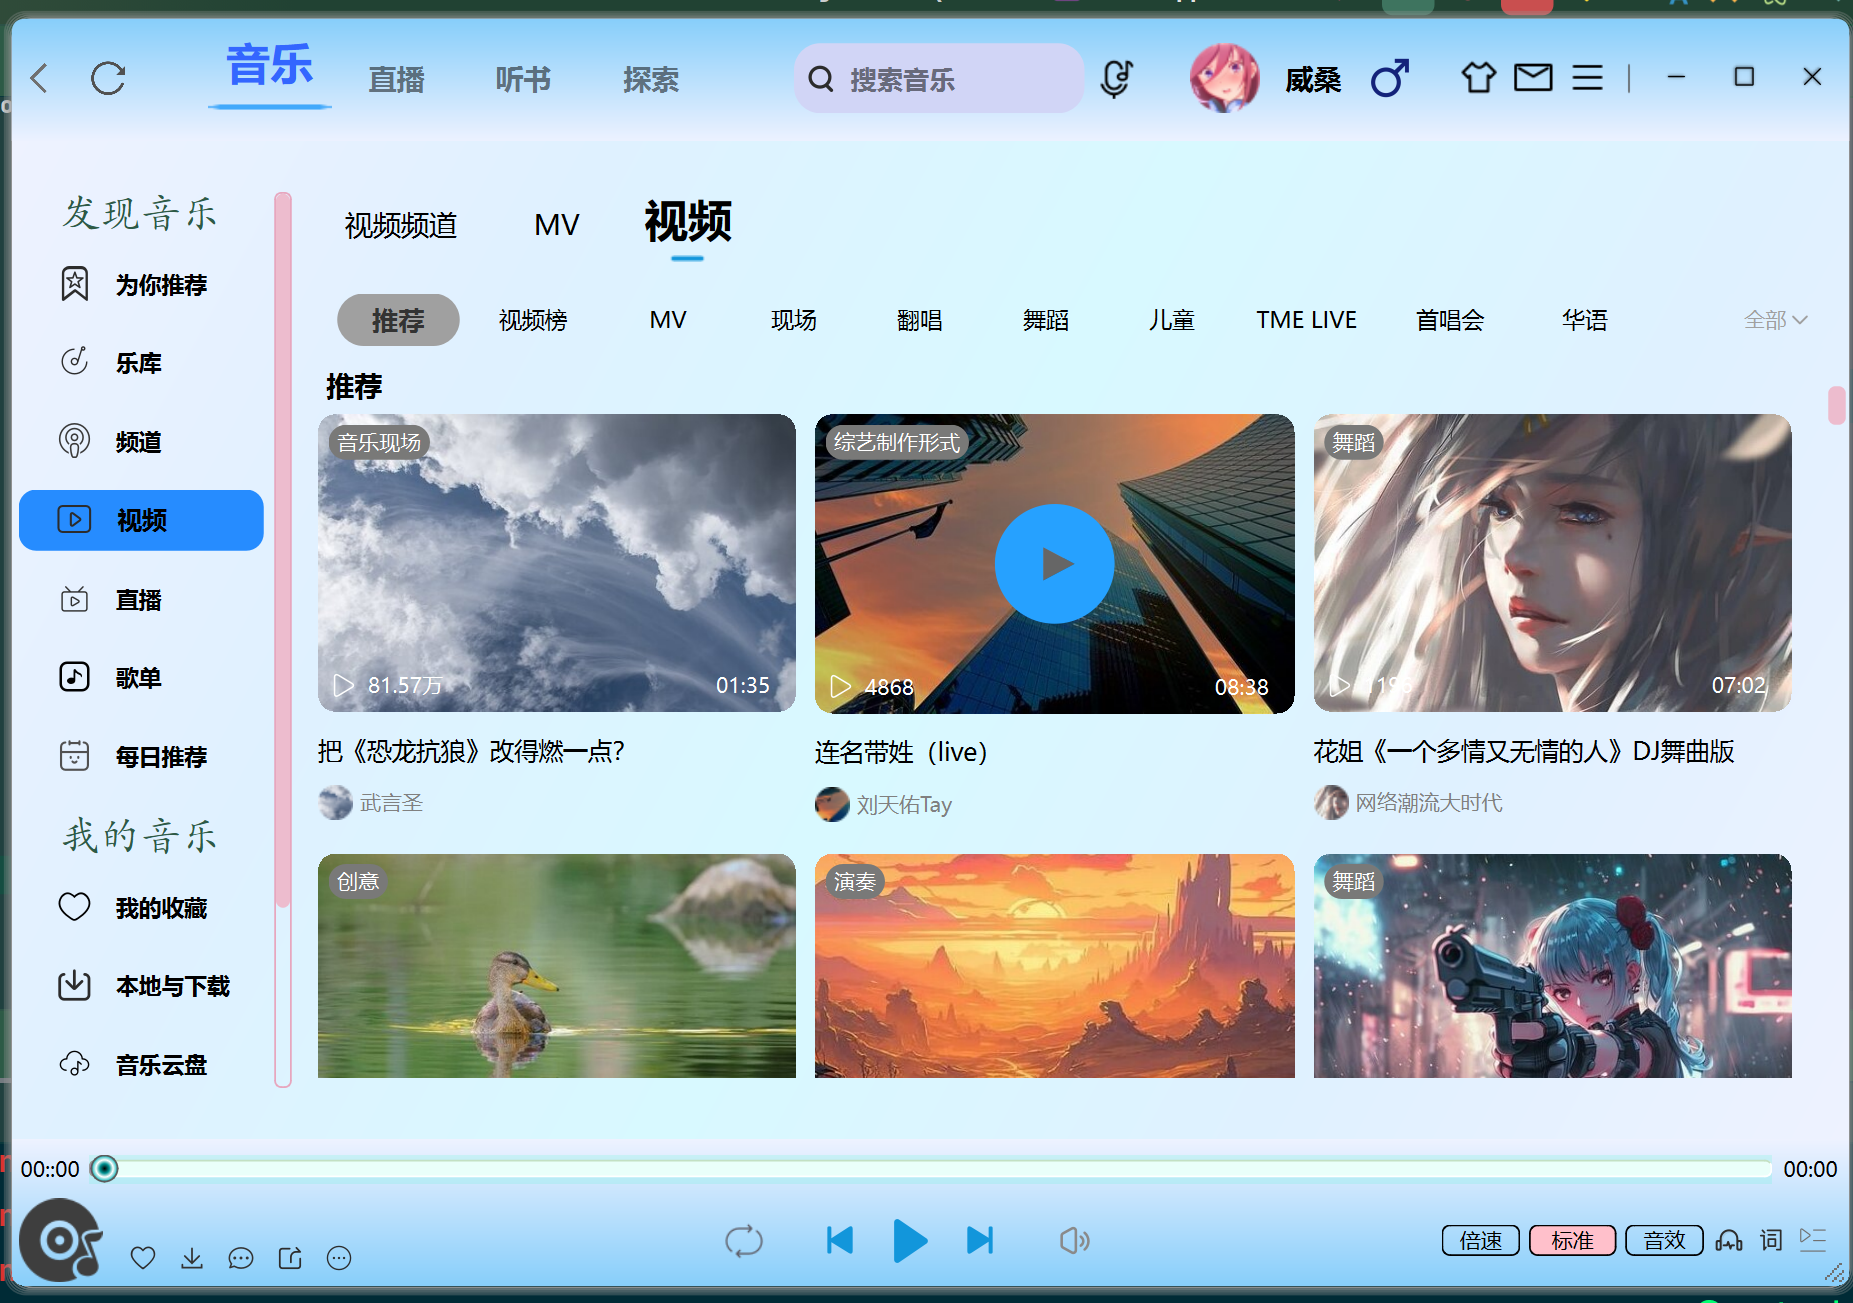 音乐
直播
听书
探索
搜索音乐
威桑
发现音乐
为你推荐
乐库
频道
视频
直播
歌单
每日推荐
我的音乐
我的收藏
本地与下载
音乐云盘
视频频道
MV
视频
推荐
视频榜
MV
现场
翻唱
舞蹈
儿童
TME LIVE
首唱会
华语
全部
推荐
音乐现场
81.57万
01:35
把《恐龙抗狼》改得燃一点?
武言圣
综艺制作形式
4868
08:38
连名带姓（live）
刘天佑Tay
舞蹈
07:02
花姐《一个多情又无情的人》DJ舞曲版
网络潮流大时代
创意
演奏
舞蹈
00::00
00:00
倍速
标准
音效
词